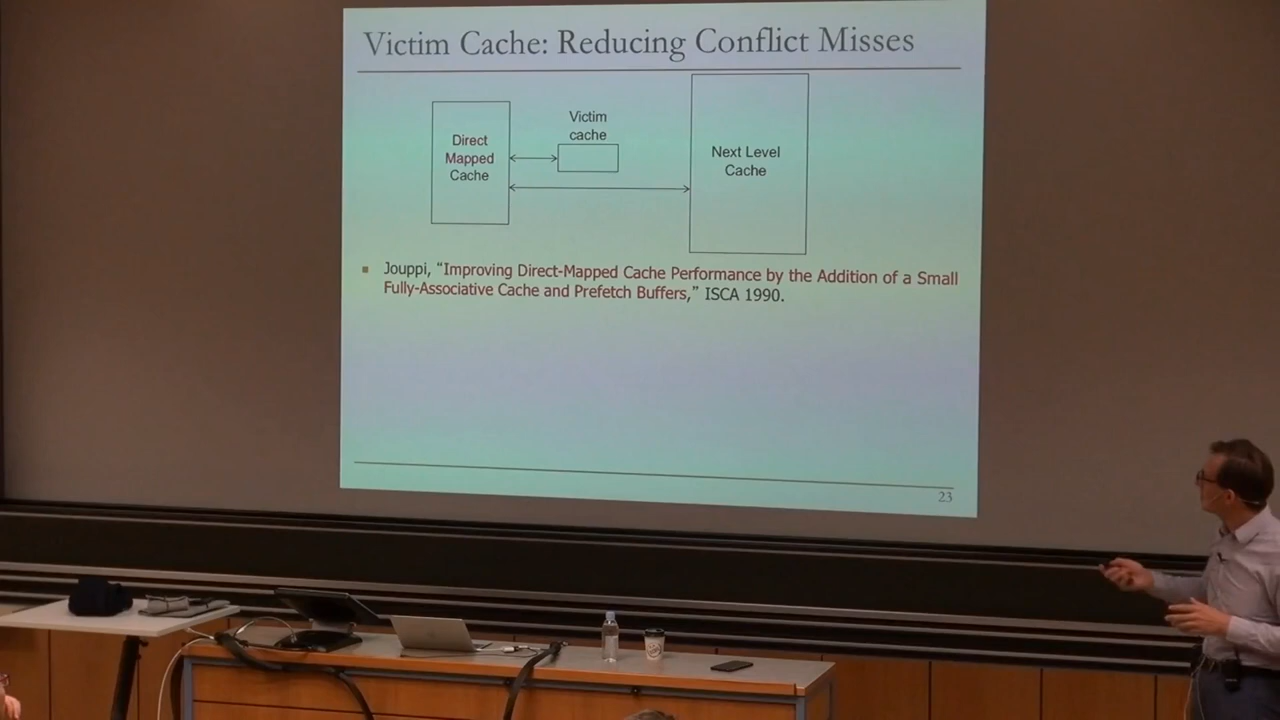 Victim Cache: Reducing Conflict Misses
Direct
Mapped
Cache
Victim
cache
Next Level
Cache
Jouppi, “Improving Direct-Mapped Cache Performance by the Addition of a Small
Fully-Associative Cache and Prefetch Buffers,” ISCA 1990.
23